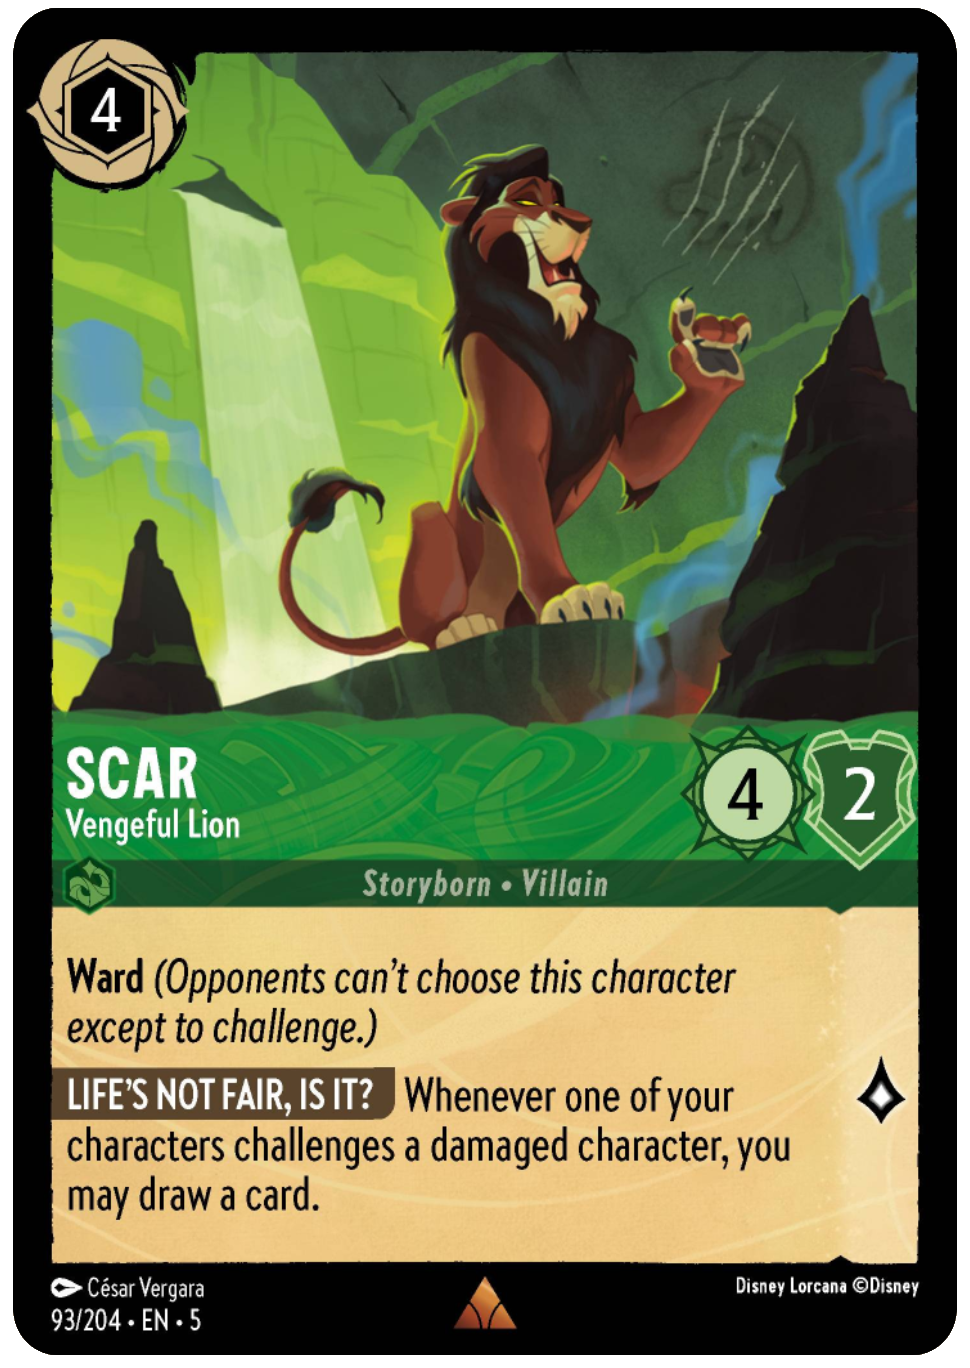 4
SCAR
Vengeful Lion
4
2
Storyborn • Villain
Ward (Opponents can't choose this character
except to challenge.)
LIFE'S NOT FAIR, IS IT? Whenever one of your
characters challenges a damaged character, you
may draw a card.
César Vergara
Disney Lorcana ©Disney
93/204 • EN • 5